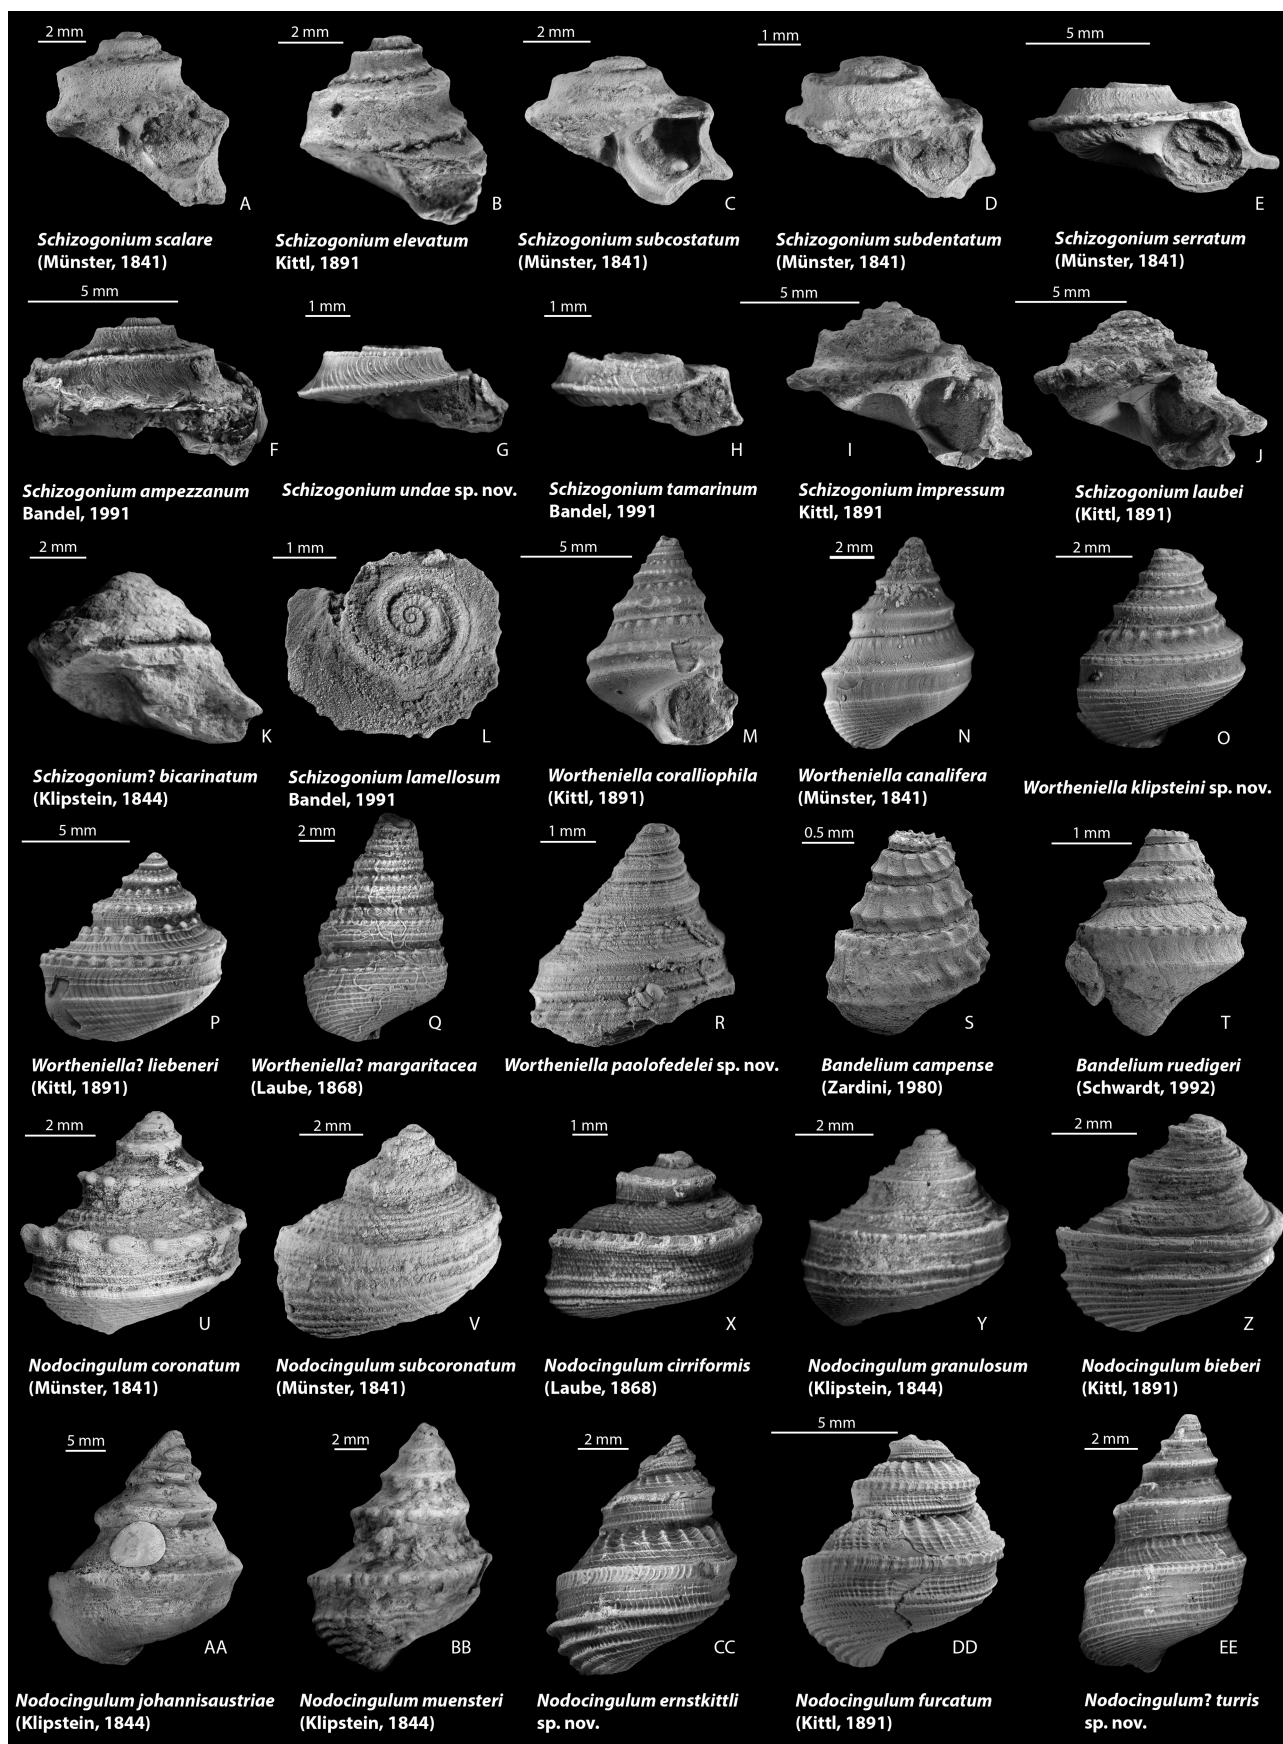 2 mm
2 mm
2 mm
1 mm
5 mm
A
B
C
D
E
Schizogonium scalare
(Münster, 1841)
Schizogonium elevatum
Kittl, 1891
Schizogonium subcostatum
(Münster, 1841)
Schizogonium subdentatum
(Münster, 1841)
Schizogonium serratum
(Münster, 1841)
5 mm
1 mm
1 mm
5 mm
5 mm
F
G
H
I
J
Schizogonium ampezzanum
Bandel, 1991
Schizogonium undae sp. nov.
Schizogonium tamarinum
Bandel, 1991
Schizogonium impressum
Kittl, 1891
Schizogonium laubei
(Kittl, 1891)
2 mm
1 mm
5 mm
2 mm
2 mm
K
L
M
N
O
Schizogonium? bicarinatum
(Klipstein, 1844)
Schizogonium lamellosum
Bandel, 1991
Wortheniella coralliophila
(Kittl, 1891)
Wortheniella canalifera
(Münster, 1841)
Wortheniella klipsteini sp. nov.
5 mm
2 mm
1 mm
0.5 mm
1 mm
P
Q
R
S
T
Wortheniella? liebeneri
(Kittl, 1891)
Wortheniella? margaritacea
(Laube, 1868)
Wortheniella paolofedelei sp. nov.
Bandelium campense
(Zardini, 1980)
Bandelium ruedigeri
(Schwardt, 1992)
2 mm
2 mm
1 mm
2 mm
2 mm
U
V
X
Y
Z
Nodocingulum coronatum
(Münster, 1841)
Nodocingulum subcoronatum
(Münster, 1841)
Nodocingulum cirriformis
(Laube, 1868)
Nodocingulum granulosum
(Klipstein, 1844)
Nodocingulum bieberi
(Kittl, 1891)
5 mm
2 mm
2 mm
5 mm
2 mm
AA
BB
CC
DD
EE
Nodocingulum johannisaustriae
(Klipstein, 1844)
Nodocingulum muensteri
(Klipstein, 1844)
Nodocingulum ernstkittli
sp. nov.
Nodocingulum furcatum
(Kittl, 1891)
Nodocingulum? turris
sp. nov.